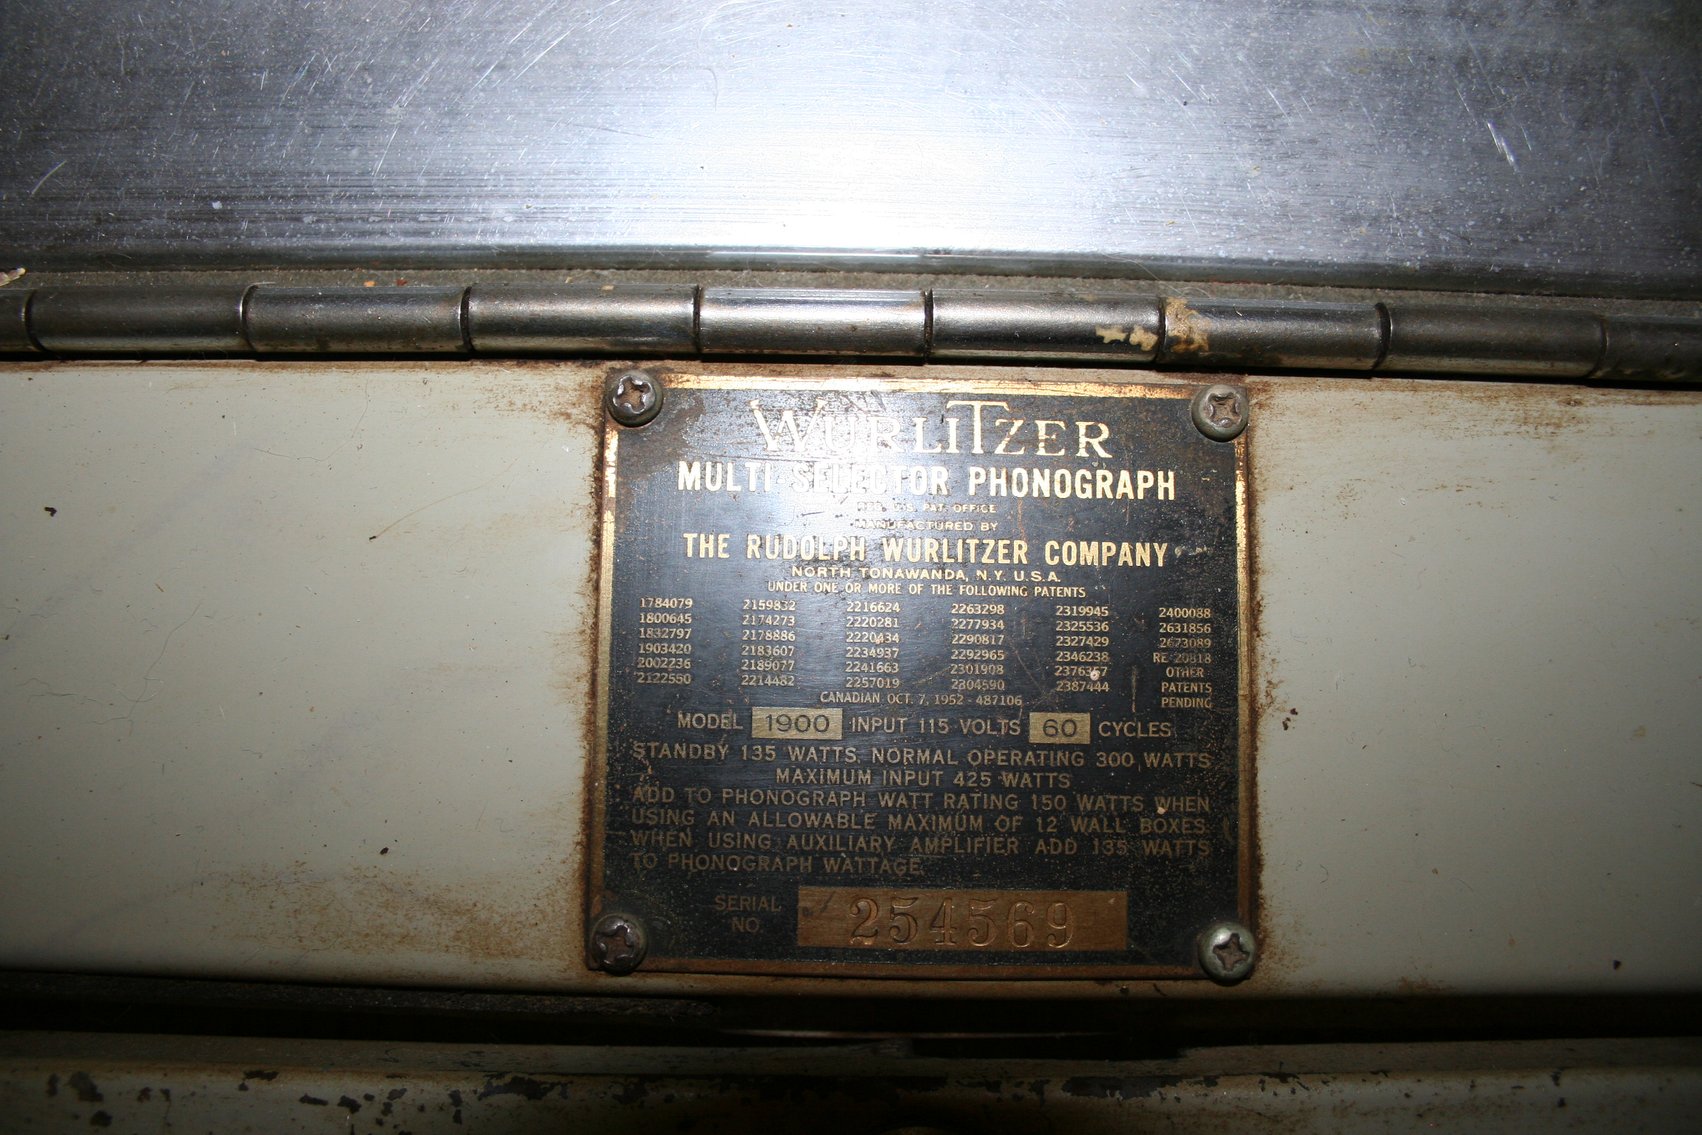 WURLITZER
MULTI-SELECTOR PHONOGRAPH
REG. U.S. PAT. OFFICE
MANUFACTURED BY
THE RUDOLPH WURLITZER COMPANY
NORTH TONAWANDA, N.Y. U.S.A.
UNDER ONE OR MORE OF THE FOLLOWING PATENTS
1784079 2159832 2216624 2263298 2319945 2400088
1800645 2174273 2220281 2277934 2325536 2631856
1832797 2178886 2220434 2290817 2327429 2673089
1903420 2183607 2234937 2292965 2346238 RE-20818
2002236 2189077 2241663 2301908 2376357 OTHER
2122550 2214482 2257019 2304590 2387444 PATENTS
CANADIAN OCT. 7, 1952 - 487106 PENDING
MODEL 1900 INPUT 115 VOLTS 60 CYCLES
STANDBY 135 WATTS, NORMAL OPERATING 300 WATTS
MAXIMUM INPUT 425 WATTS
ADD TO PHONOGRAPH WATT RATING 150 WATTS WHEN
USING AN ALLOWABLE MAXIMUM OF 12 WALL BOXES
WHEN USING AUXILIARY AMPLIFIER ADD 135 WATTS
TO PHONOGRAPH WATTAGE
SERIAL
NO. 254569